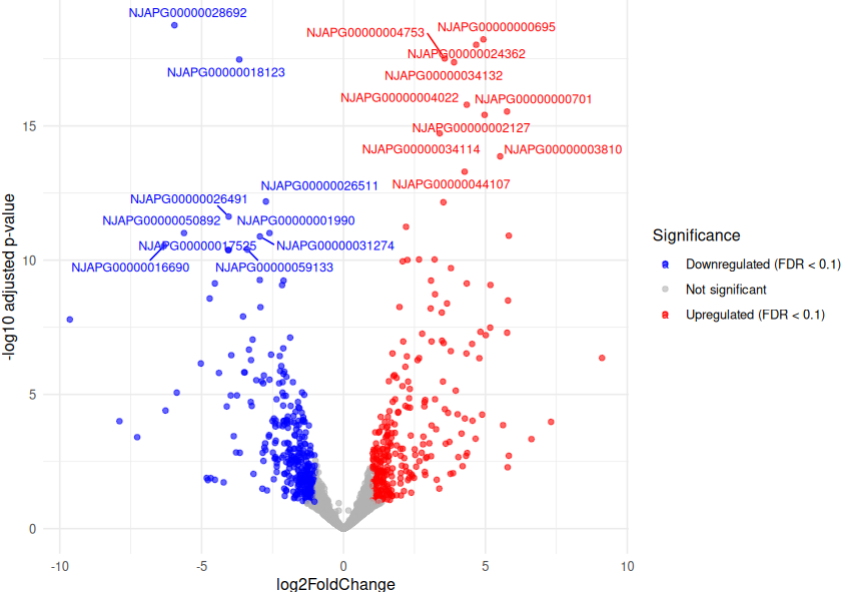 NJAPG00000028692
NJAPG00000004753
NJAPG00000000695
NJAPG00000024362
NJAPG00000018123
NJAPG00000034132
NJAPG00000004022
NJAPG00000000701
15
NJAPG00000002127
NJAPG00000034114
NJAPG00000003810
NJAPG00000026511
NJAPG00000044107
NJAPG00000026491
NJAPG00000050892
NJAPG00000001990
NJAPG00000017525
NJAPG00000031274
NJAPG00000016690
NJAPG00000059133
10
5
0
-log10 adjusted p-value
-10
-5
0
5
10
log2FoldChange
Significance
Downregulated (FDR < 0.1)
Not significant
Upregulated (FDR < 0.1)